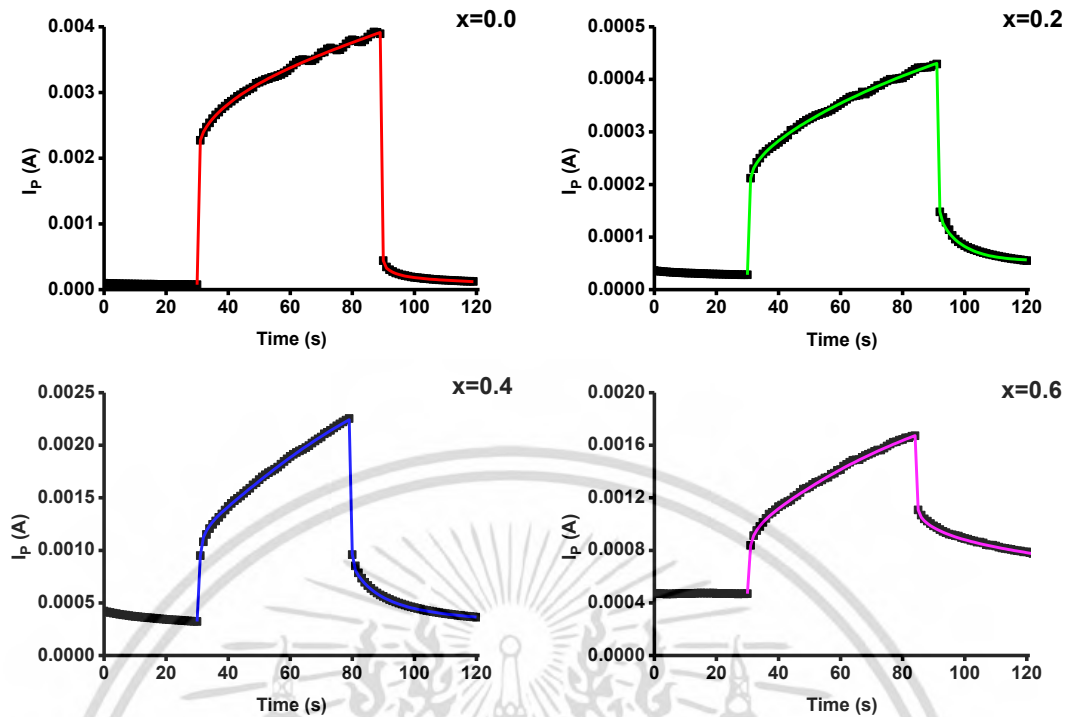 x=0.0
0.004
0.003
0.002
0.001
0.000
I_P (A)
0 20 40 60 80 100 120
Time (s)
x=0.2
0.0005
0.0004
0.0003
0.0002
0.0001
0.0000
I_P (A)
0 20 40 60 80 100 120
Time (s)
x=0.4
0.0025
0.0020
0.0015
0.0010
0.0005
0.0000
I_P (A)
0 20 40 60 80 100 120
Time (s)
x=0.6
0.0020
0.0016
0.0012
0.0008
0.0004
0.0000
I_P (A)
0 20 40 60 80 100 120
Time (s)